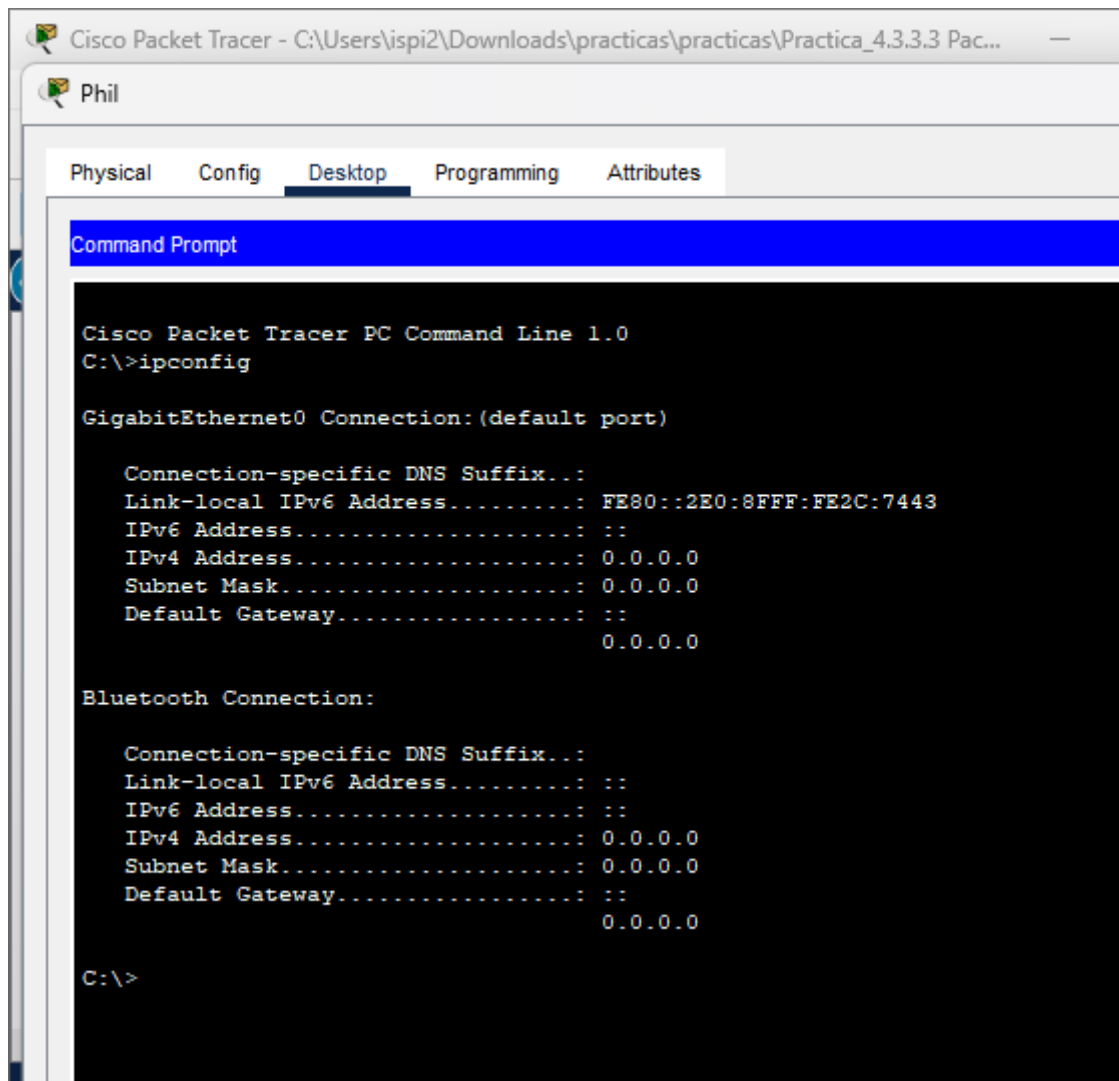 Cisco Packet Tracer - C:\Users\ispi2\Downloads\practicas\practicas\Practica_4.3.3.3 Pac...
Phil
Physical Config Desktop Programming Attributes
Command Prompt
Cisco Packet Tracer PC Command Line 1.0
C:\>ipconfig
GigabitEthernet0 Connection:(default port)
Connection-specific DNS Suffix..:
Link-local IPv6 Address.........: FE80::2E0:8FFF:FE2C:7443
IPv6 Address....................: ::
IPv4 Address....................: 0.0.0.0
Subnet Mask.....................: 0.0.0.0
Default Gateway.................: ::
0.0.0.0
Bluetooth Connection:
Connection-specific DNS Suffix..:
Link-local IPv6 Address.........: ::
IPv6 Address....................: ::
IPv4 Address....................: 0.0.0.0
Subnet Mask.....................: 0.0.0.0
Default Gateway.................: ::
0.0.0.0
C:\>